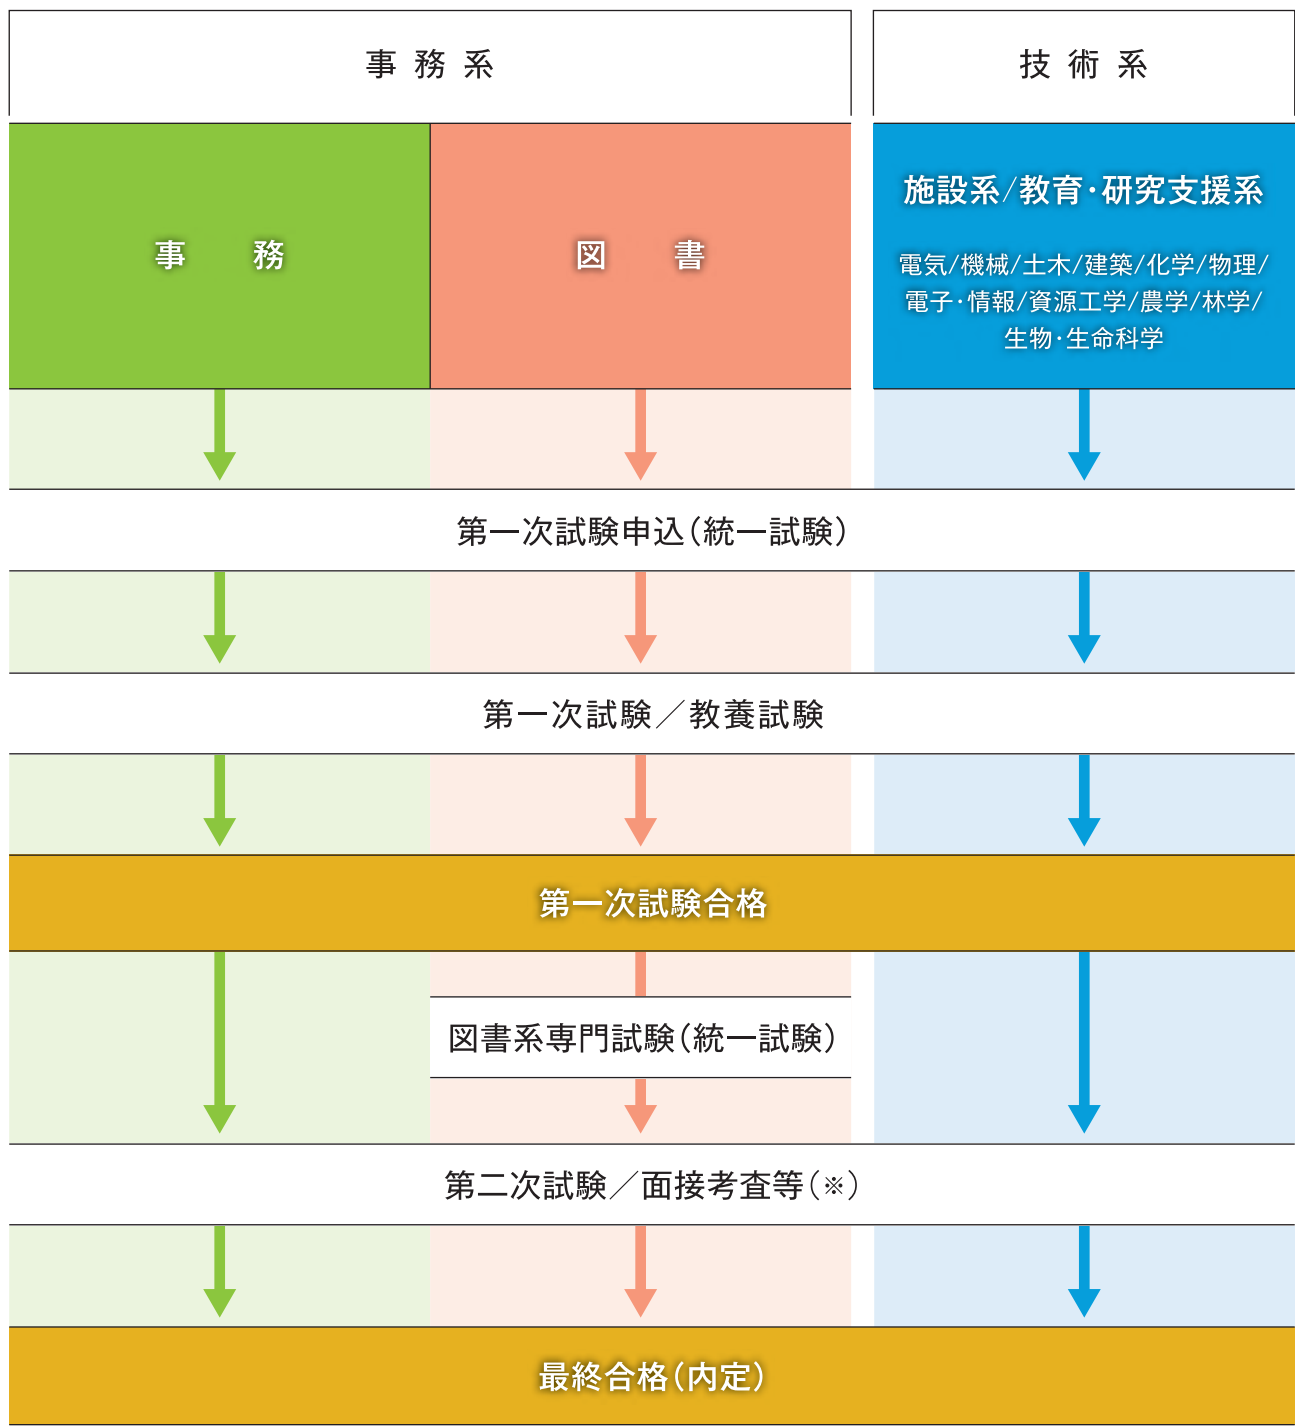 事務系
技術系
事務
図書
施設系/教育・研究支援系
電気/機械/土木/建築/化学/物理/
電子・情報/資源工学/農学/林学/
生物・生命科学
第一次試験申込(統一試験)
第一次試験／教養試験
第一次試験合格
図書系専門試験(統一試験)
第二次試験／面接考査等(※)
最終合格(内定)